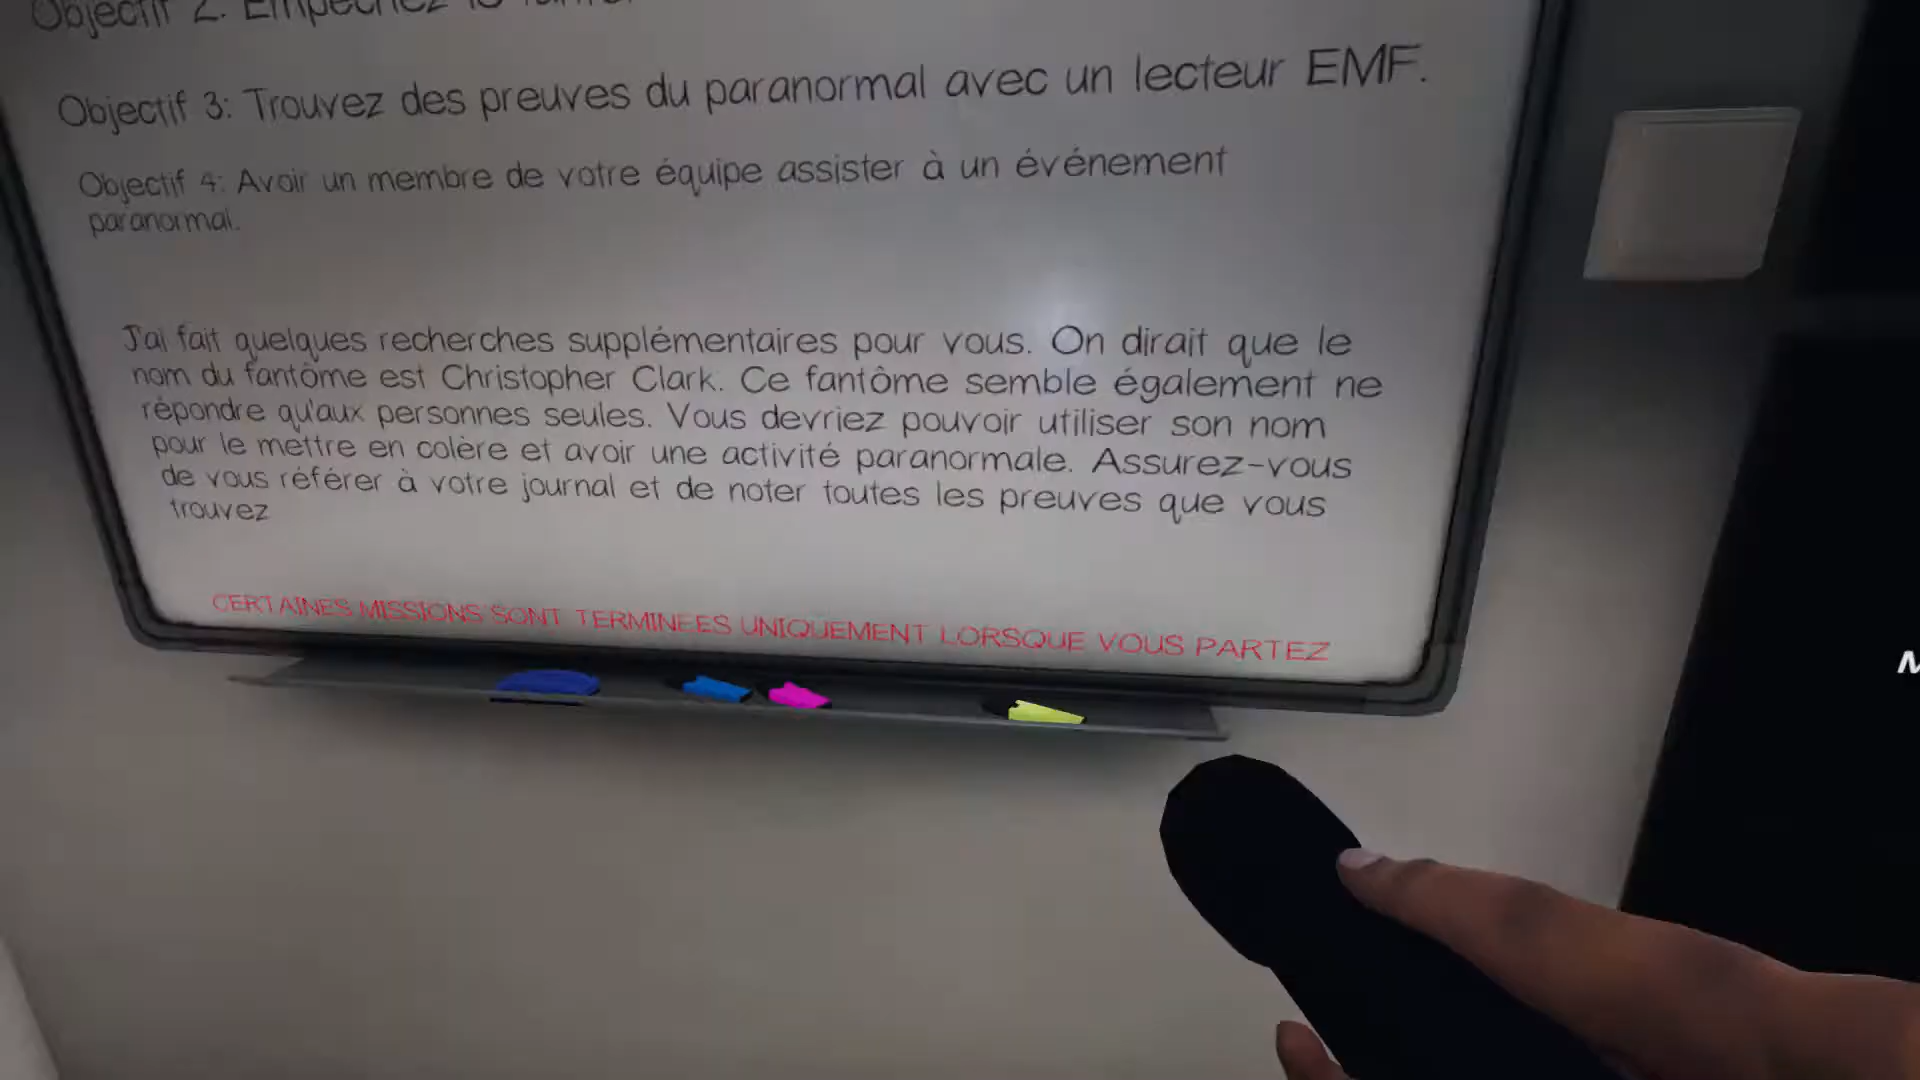 Objectif 2: Empêchez le
Objectif 3: Trouvez des preuves du paranormal avec un lecteur EMF.
Objectif 4: Avoir un membre de votre équipe assister à un événement
paranormal.
J'ai fait quelques recherches supplémentaires pour vous. On dirait que le
nom du fantôme est Christopher Clark. Ce fantôme semble également ne
répondre qu'aux personnes seules. Vous devriez pouvoir utiliser son nom
pour le mettre en colère et avoir une activité paranormale. Assurez-vous
de vous référer à votre journal et de noter toutes les preuves que vous
trouvez
CERTAINES MISSIONS SONT TERMINEES UNIQUEMENT LORSQUE VOUS PARTEZ